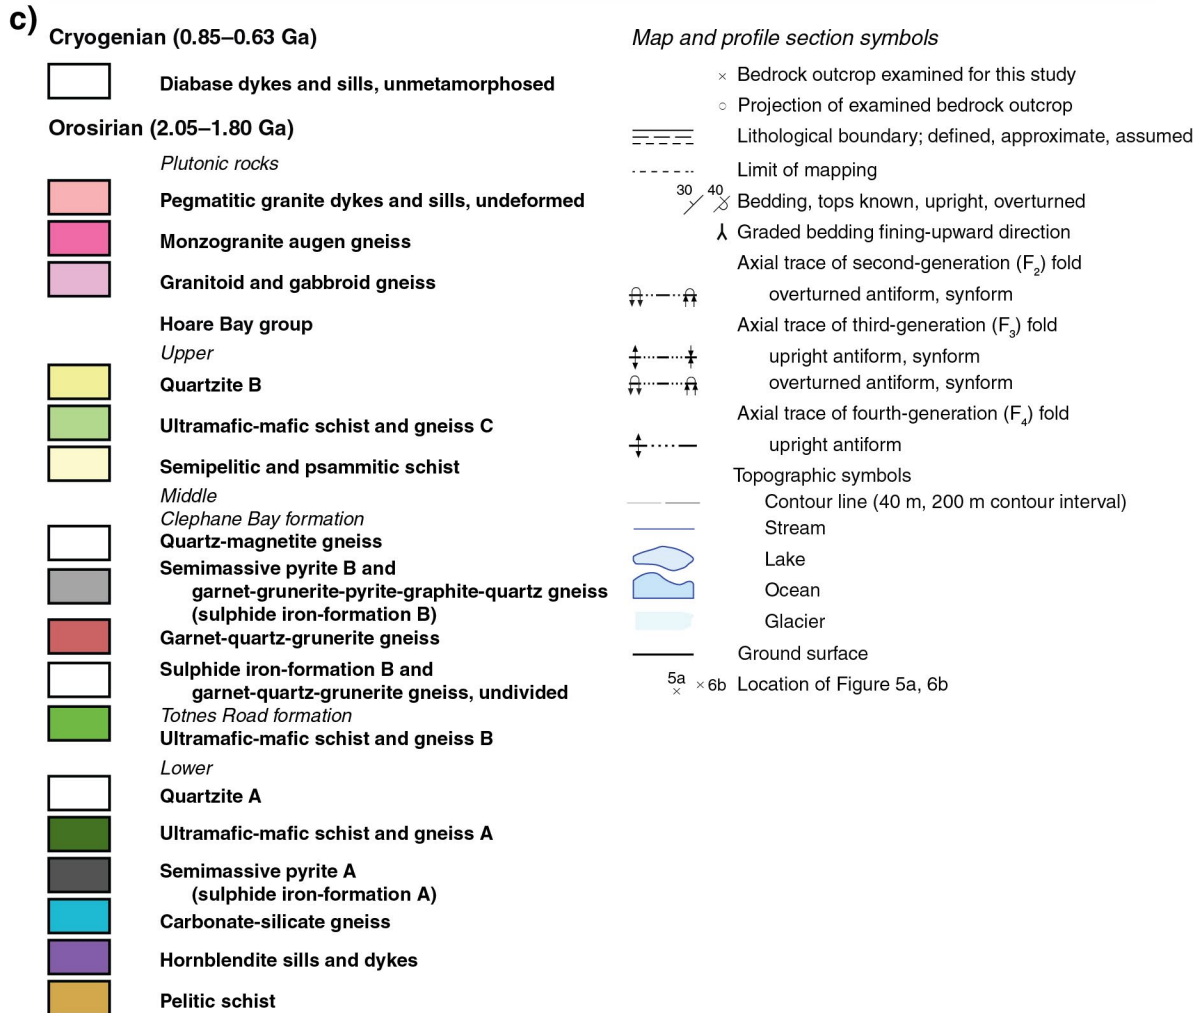 c)
Cryogenian (0.85–0.63 Ga)
Diabase dykes and sills, unmetamorphosed
Orosirian (2.05–1.80 Ga)
Plutonic rocks
Pegmatitic granite dykes and sills, undeformed
Monzogranite augen gneiss
Granitoid and gabbroid gneiss
Hoare Bay group
Upper
Quartzite B
Ultramafic-mafic schist and gneiss C
Semipelitic and psammitic schist
Middle
Clephane Bay formation
Quartz-magnetite gneiss
Semimassive pyrite B and
garnet-grunerite-pyrite-graphite-quartz gneiss
(sulphide iron-formation B)
Garnet-quartz-grunerite gneiss
Sulphide iron-formation B and
garnet-quartz-grunerite gneiss, undivided
Totnes Road formation
Ultramafic-mafic schist and gneiss B
Lower
Quartzite A
Ultramafic-mafic schist and gneiss A
Semimassive pyrite A
(sulphide iron-formation A)
Carbonate-silicate gneiss
Hornblendite sills and dykes
Pelitic schist
Map and profile section symbols
Bedrock outcrop examined for this study
Projection of examined bedrock outcrop
Lithological boundary; defined, approximate, assumed
Limit of mapping
30 40 Bedding, tops known, upright, overturned
Graded bedding fining-upward direction
Axial trace of second-generation (F₂) fold
overturned antiform, synform
Axial trace of third-generation (F₃) fold
upright antiform, synform
overturned antiform, synform
Axial trace of fourth-generation (F₄) fold
upright antiform
Topographic symbols
Contour line (40 m, 200 m contour interval)
Stream
Lake
Ocean
Glacier
Ground surface
5a 6b Location of Figure 5a, 6b